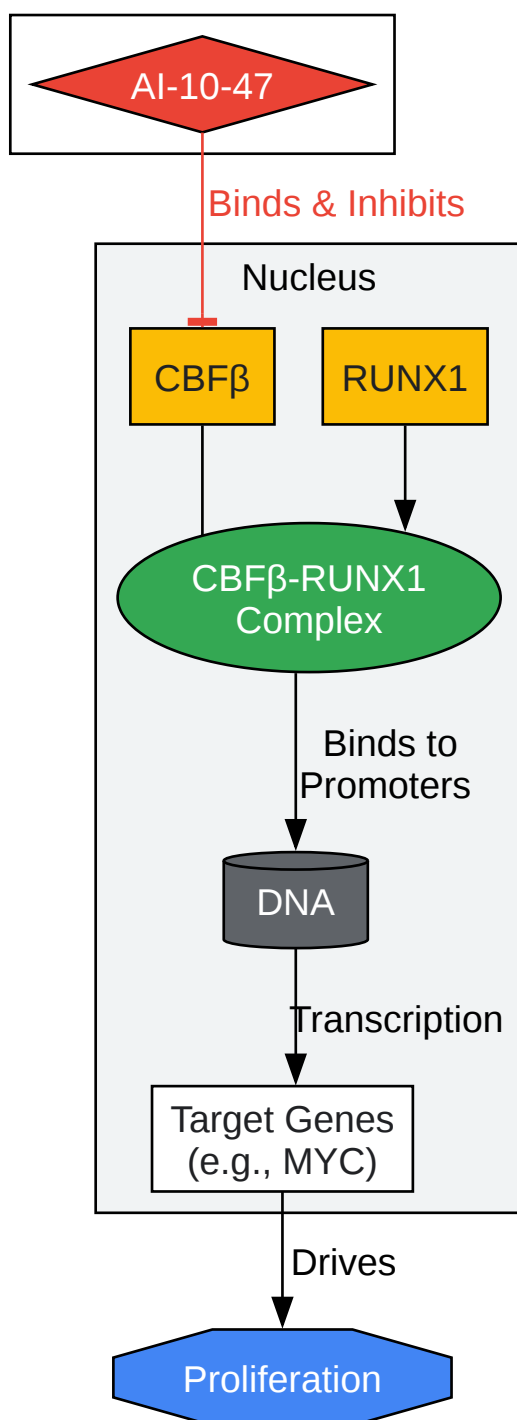 AI-10-47
Binds & Inhibits
Nucleus
CBFβ
RUNX1
CBFβ-RUNX1
Complex
Binds to
Promoters
DNA
Transcription
Target Genes
(e.g., MYC)
Drives
Proliferation